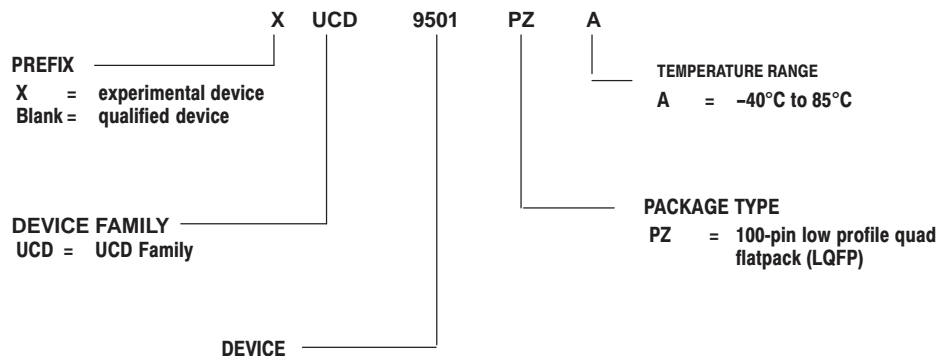 X UCD 9501 PZ A
PREFIX
X = experimental device
Blank = qualified device
TEMPERATURE RANGE
A = −40°C to 85°C
DEVICE FAMILY
UCD = UCD Family
PACKAGE TYPE
PZ = 100-pin low profile quad
flatpack (LQFP)
DEVICE